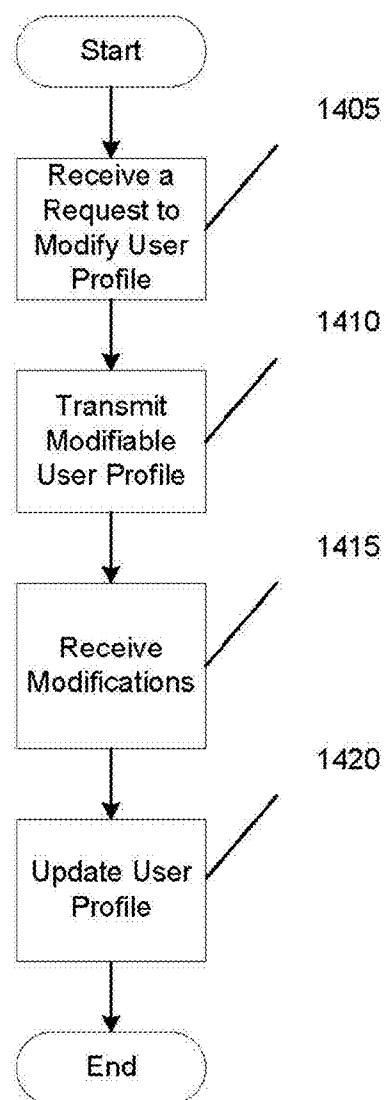 Start
1405
Receive a
Request to
Modify User
Profile
1410
Transmit
Modifiable
User Profile
1415
Receive
Modifications
1420
Update User
Profile
End